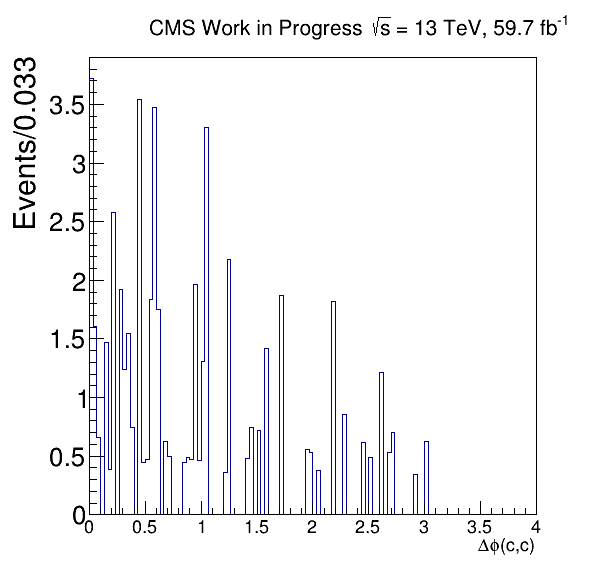 CMS Work in Progress √s = 13 TeV, 59.7 fb⁻¹
Events/0.033
3.5
3
2.5
2
1.5
1
0.5
0
0 0.5 1 1.5 2 2.5 3 3.5 4
Δϕ(c,c)